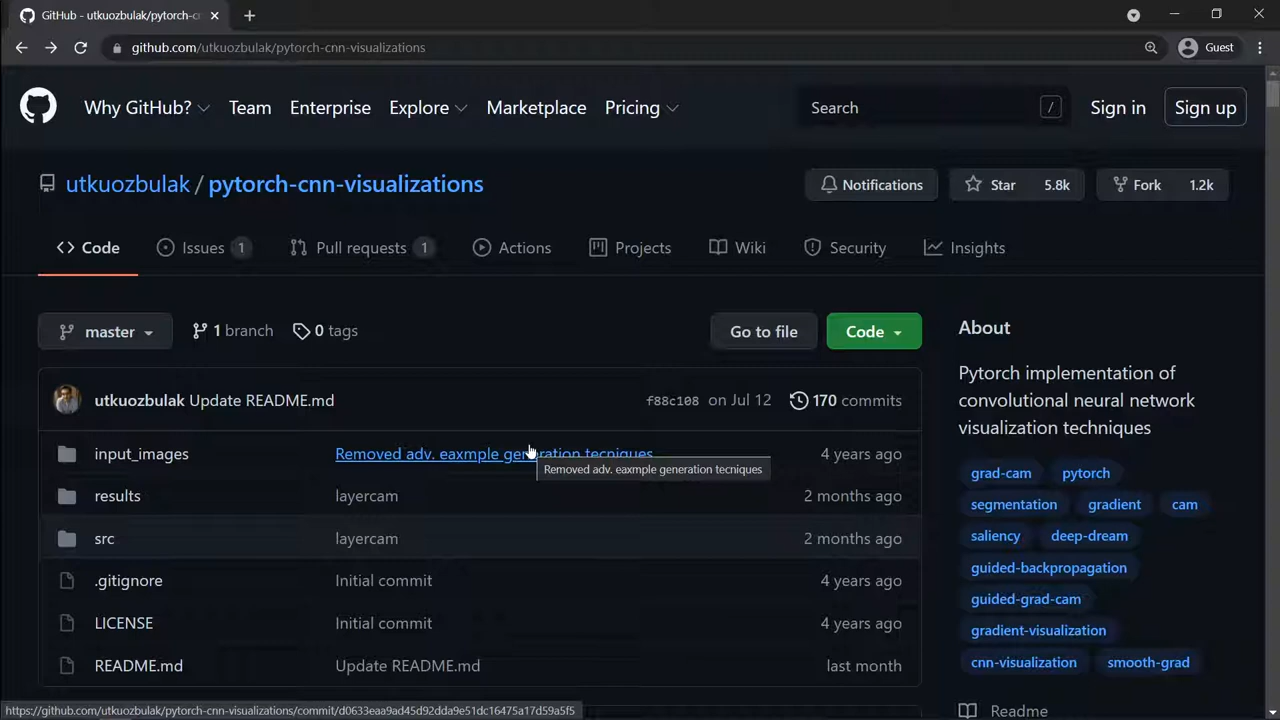 GitHub - utkuozbulak/pytorch-c
github.com/utkuozbulak/pytorch-cnn-visualizations
Guest
Why GitHub? Team Enterprise Explore Marketplace Pricing
Search /
Sign in Sign up
utkuozbulak / pytorch-cnn-visualizations
Notifications Star 5.8k Fork 1.2k
Code Issues 1 Pull requests 1 Actions Projects Wiki Security Insights
master 1 branch 0 tags Go to file Code
utkuozbulak Update README.md f88c108 on Jul 12 170 commits
input_images Removed adv. eaxmple generation tecniques 4 years ago
Removed adv. eaxmple generation tecniques
results layercam 2 months ago
src layercam 2 months ago
.gitignore Initial commit 4 years ago
LICENSE Initial commit 4 years ago
README.md Update README.md last month
About
Pytorch implementation of
convolutional neural network
visualization techniques
grad-cam pytorch
segmentation gradient cam
saliency deep-dream
guided-backpropagation
guided-grad-cam
gradient-visualization
cnn-visualization smooth-grad
Readme
https://github.com/utkuozbulak/pytorch-cnn-visualizations/commit/d0633eaa9ad45d92dda9e51dc16475a17d59a5f5